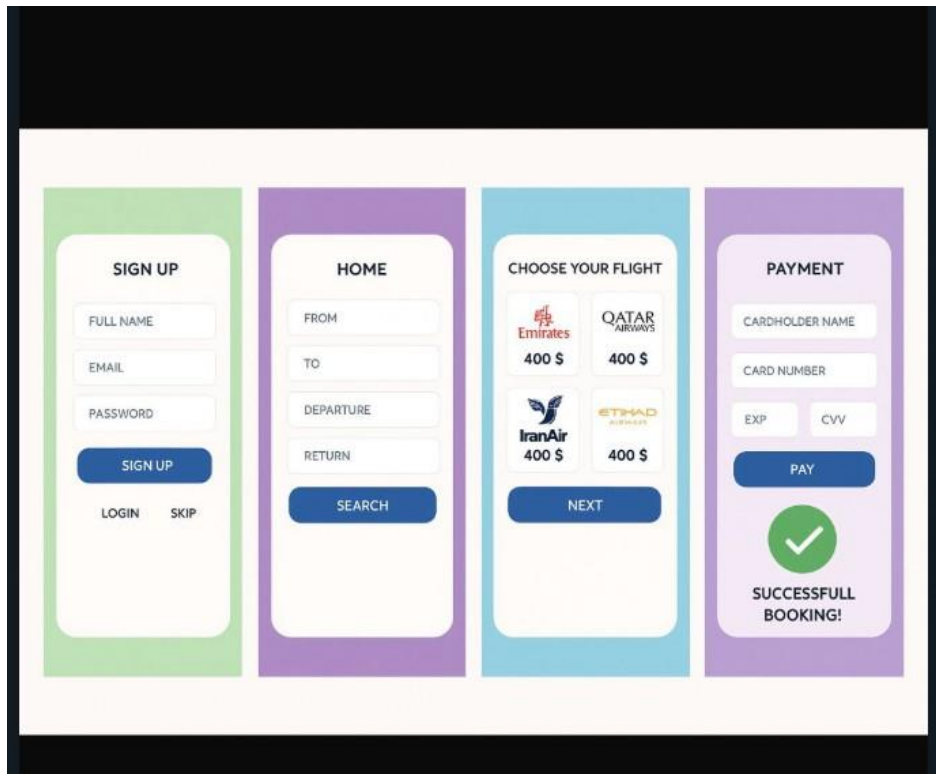 SIGN UP
FULL NAME
EMAIL
PASSWORD
SIGN UP
LOGIN SKIP
HOME
FROM
TO
DEPARTURE
RETURN
SEARCH
CHOOSE YOUR FLIGHT
Emirates
400 $
QATAR
AIRWAYS
400 $
IranAir
400 $
ETIHAD
AIRWAYS
400 $
NEXT
PAYMENT
CARDHOLDER NAME
CARD NUMBER
EXP CVV
PAY
SUCCESSFULL
BOOKING!